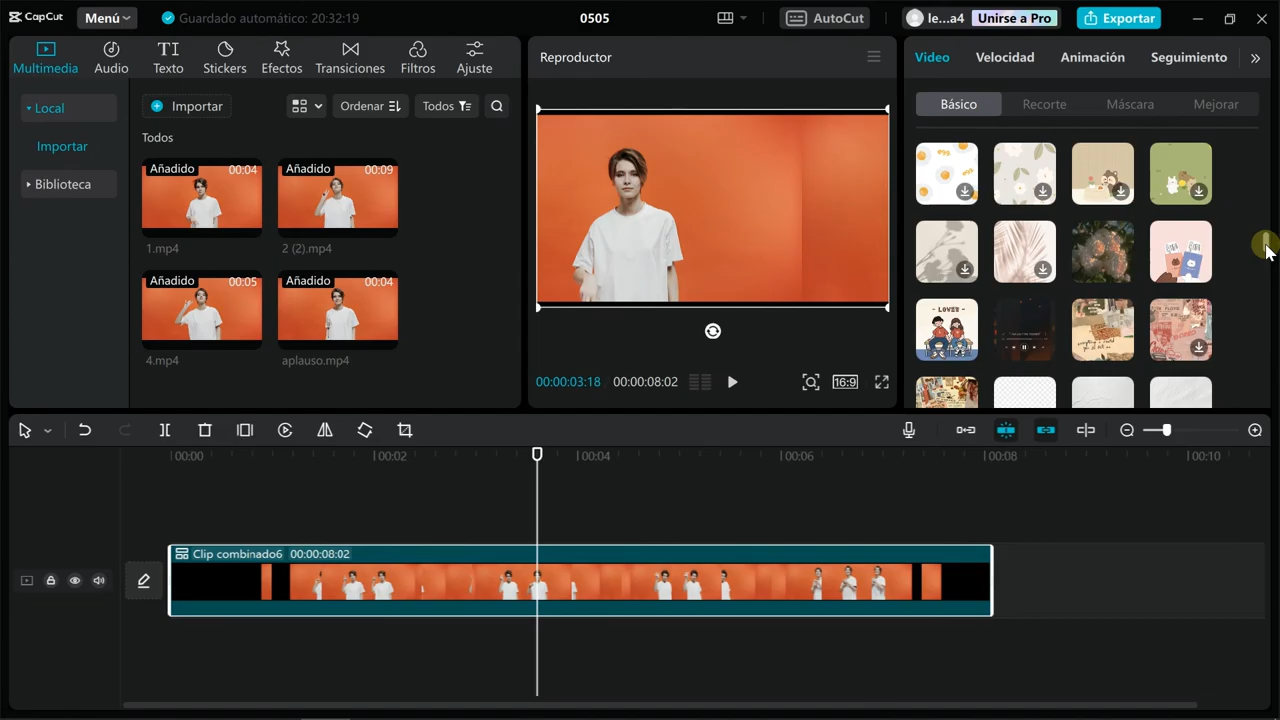 CapCut
Menú
Guardado automático: 20:32:19
0505
AutoCut
le...a4
Unirse a Pro
Exportar
Multimedia
Audio
Texto
Stickers
Efectos
Transiciones
Filtros
Ajuste
Local
Importar
Biblioteca
Importar
Ordenar
Todos
Todos
Añadido 00:04
Añadido 00:09
1.mp4
2 (2).mp4
Añadido 00:05
Añadido 00:04
4.mp4
aplauso.mp4
Reproductor
00:00:03:18
00:00:08:02
16:9
Video
Velocidad
Animación
Seguimiento
Básico
Recorte
Máscara
Mejorar
00:00
00:02
00:04
00:06
00:08
00:10
Clip combinado6 00:00:08:02